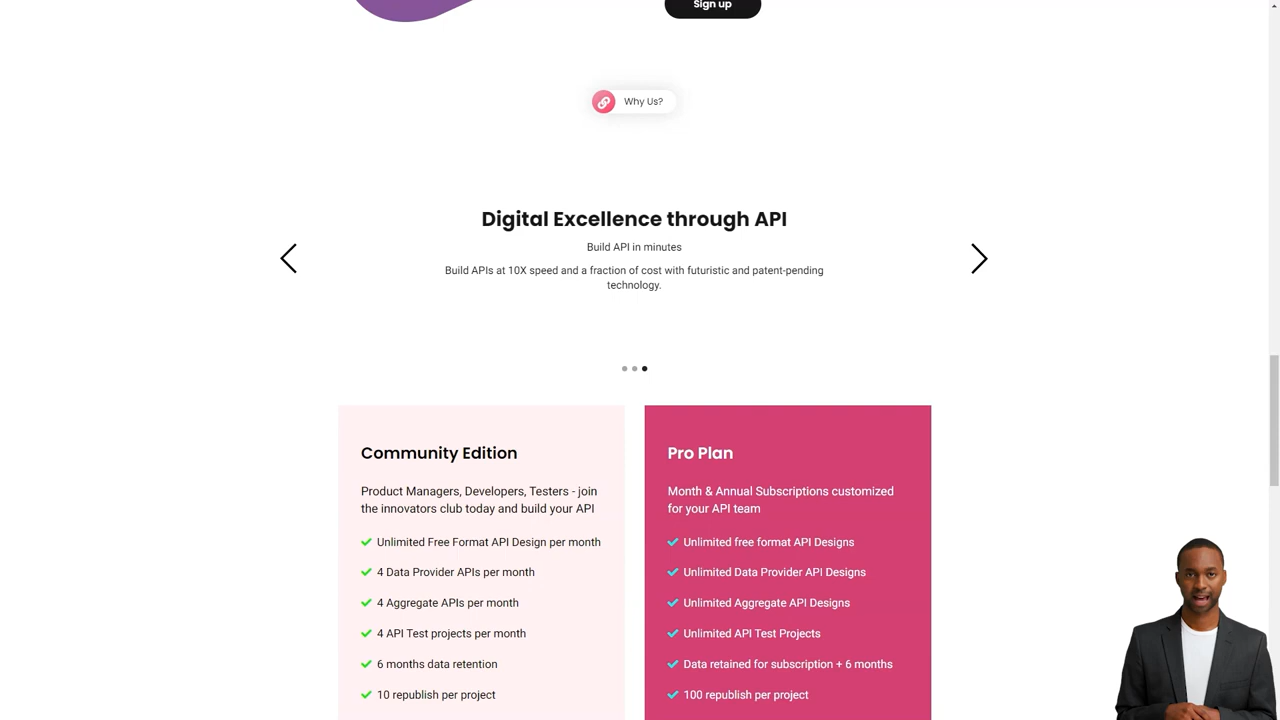 Sign up
Why Us?
Digital Excellence through API
Build API in minutes
Build APIs at 10X speed and a fraction of cost with futuristic and patent-pending
technology.
Community Edition
Product Managers, Developers, Testers - join
the innovators club today and build your API
Unlimited Free Format API Design per month
4 Data Provider APIs per month
4 Aggregate APIs per month
4 API Test projects per month
6 months data retention
10 republish per project
Pro Plan
Month & Annual Subscriptions customized
for your API team
Unlimited free format API Designs
Unlimited Data Provider API Designs
Unlimited Aggregate API Designs
Unlimited API Test Projects
Data retained for subscription + 6 months
100 republish per project